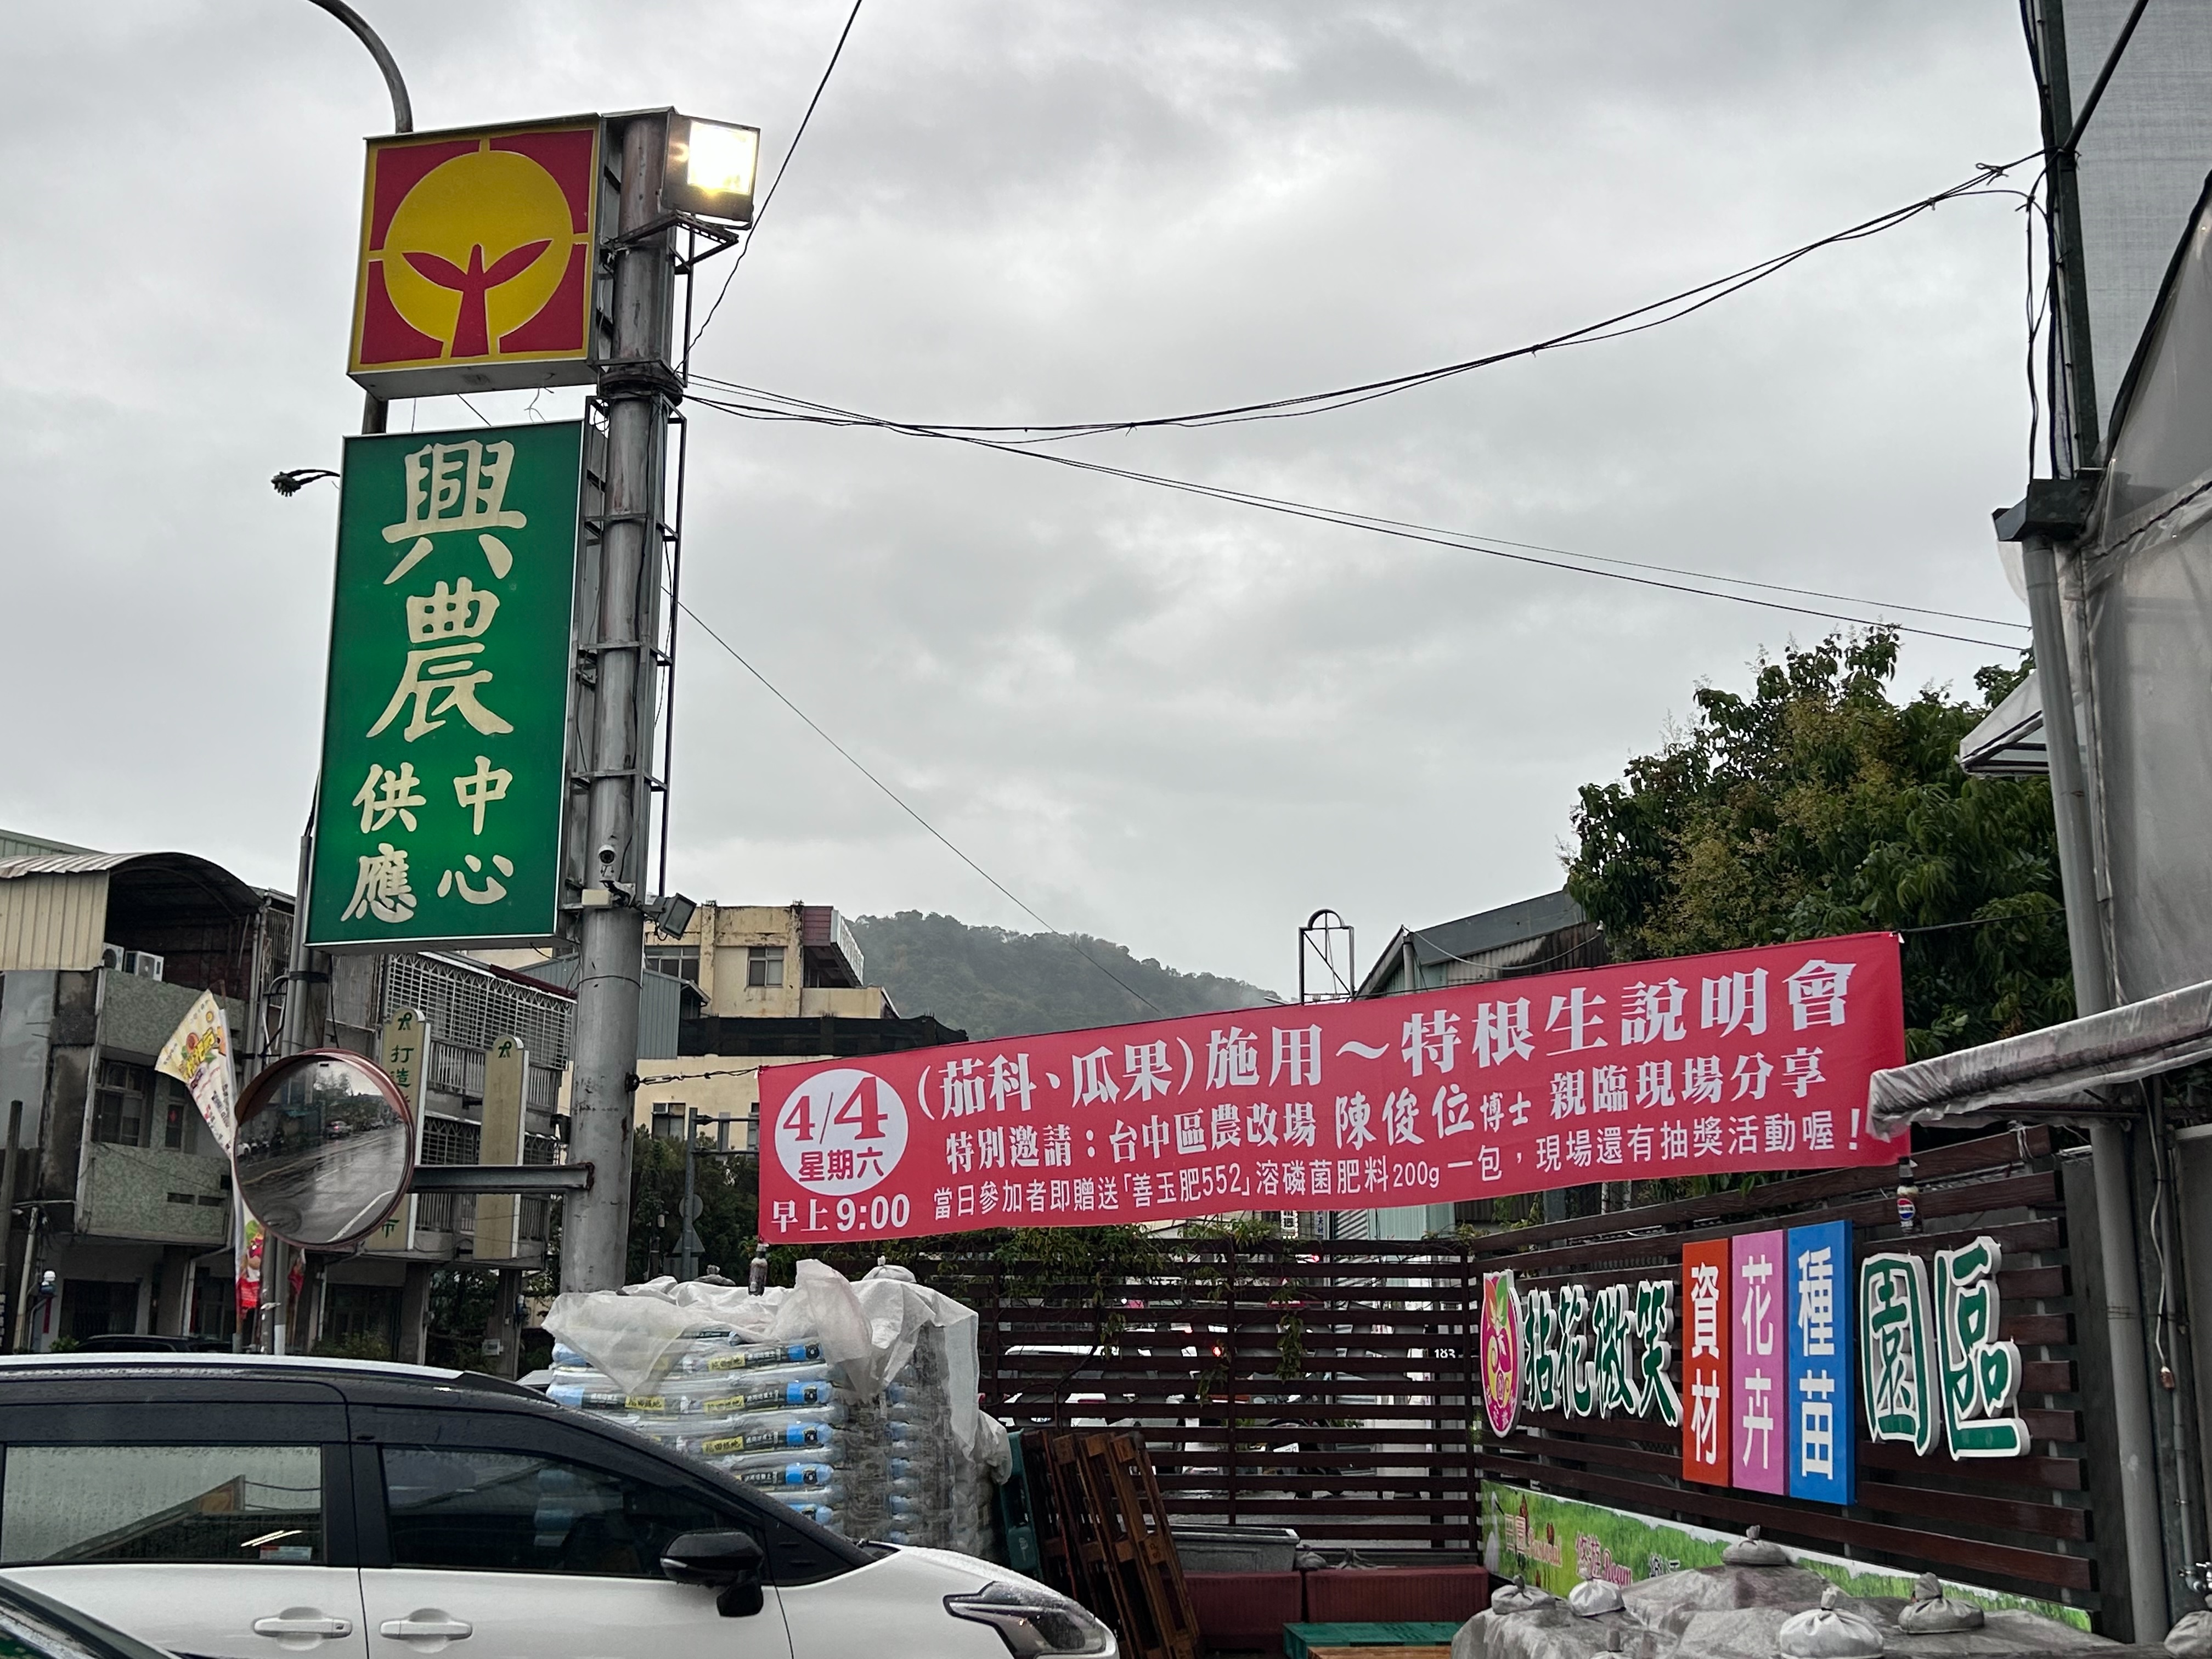 興農
供應中心
4/4
星期六
早上9:00
(茄科、瓜果)施用～特根生說明會
特別邀請：台中區農改場 陳俊位博士 親臨現場分享
當日參加者即贈送「善玉肥552」溶磷菌肥料200g一包，現場還有抽獎活動喔！
拈花微笑
資材
花卉
種苗
園區
打造
市
183